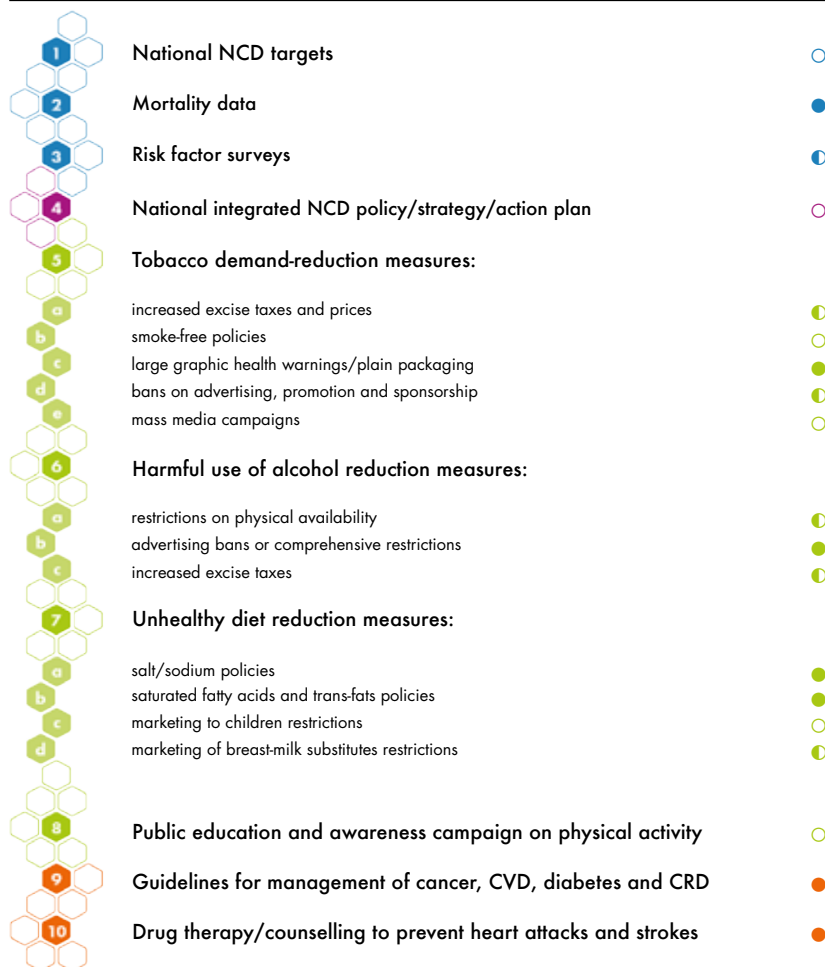 1 National NCD targets ○
2 Mortality data ●
3 Risk factor surveys ◐
4 National integrated NCD policy/strategy/action plan ○
5 Tobacco demand-reduction measures:
a increased excise taxes and prices ◐
b smoke-free policies ○
c large graphic health warnings/plain packaging ●
d bans on advertising, promotion and sponsorship ◐
e mass media campaigns ○
6 Harmful use of alcohol reduction measures:
a restrictions on physical availability ◐
b advertising bans or comprehensive restrictions ●
c increased excise taxes ◐
7 Unhealthy diet reduction measures:
a salt/sodium policies ●
b saturated fatty acids and trans-fats policies ●
c marketing to children restrictions ○
d marketing of breast-milk substitutes restrictions ◐
8 Public education and awareness campaign on physical activity ○
9 Guidelines for management of cancer, CVD, diabetes and CRD ●
10 Drug therapy/counselling to prevent heart attacks and strokes ●